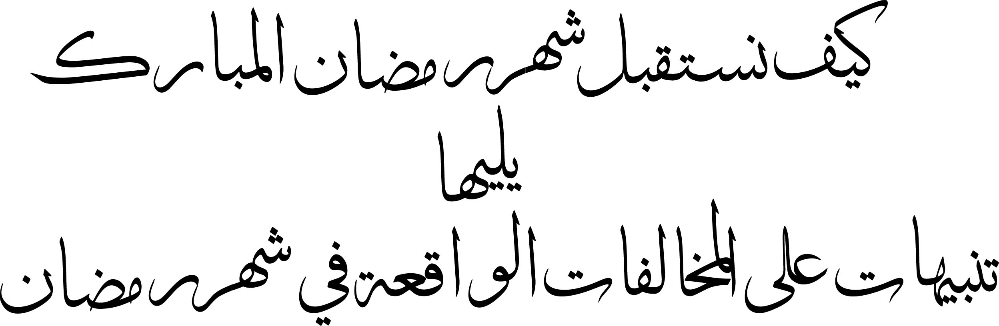 كيف نستقبل شهر رمضان المبارك
يليها
تنبيهات على المخالفات الواقعة في شهر رمضان